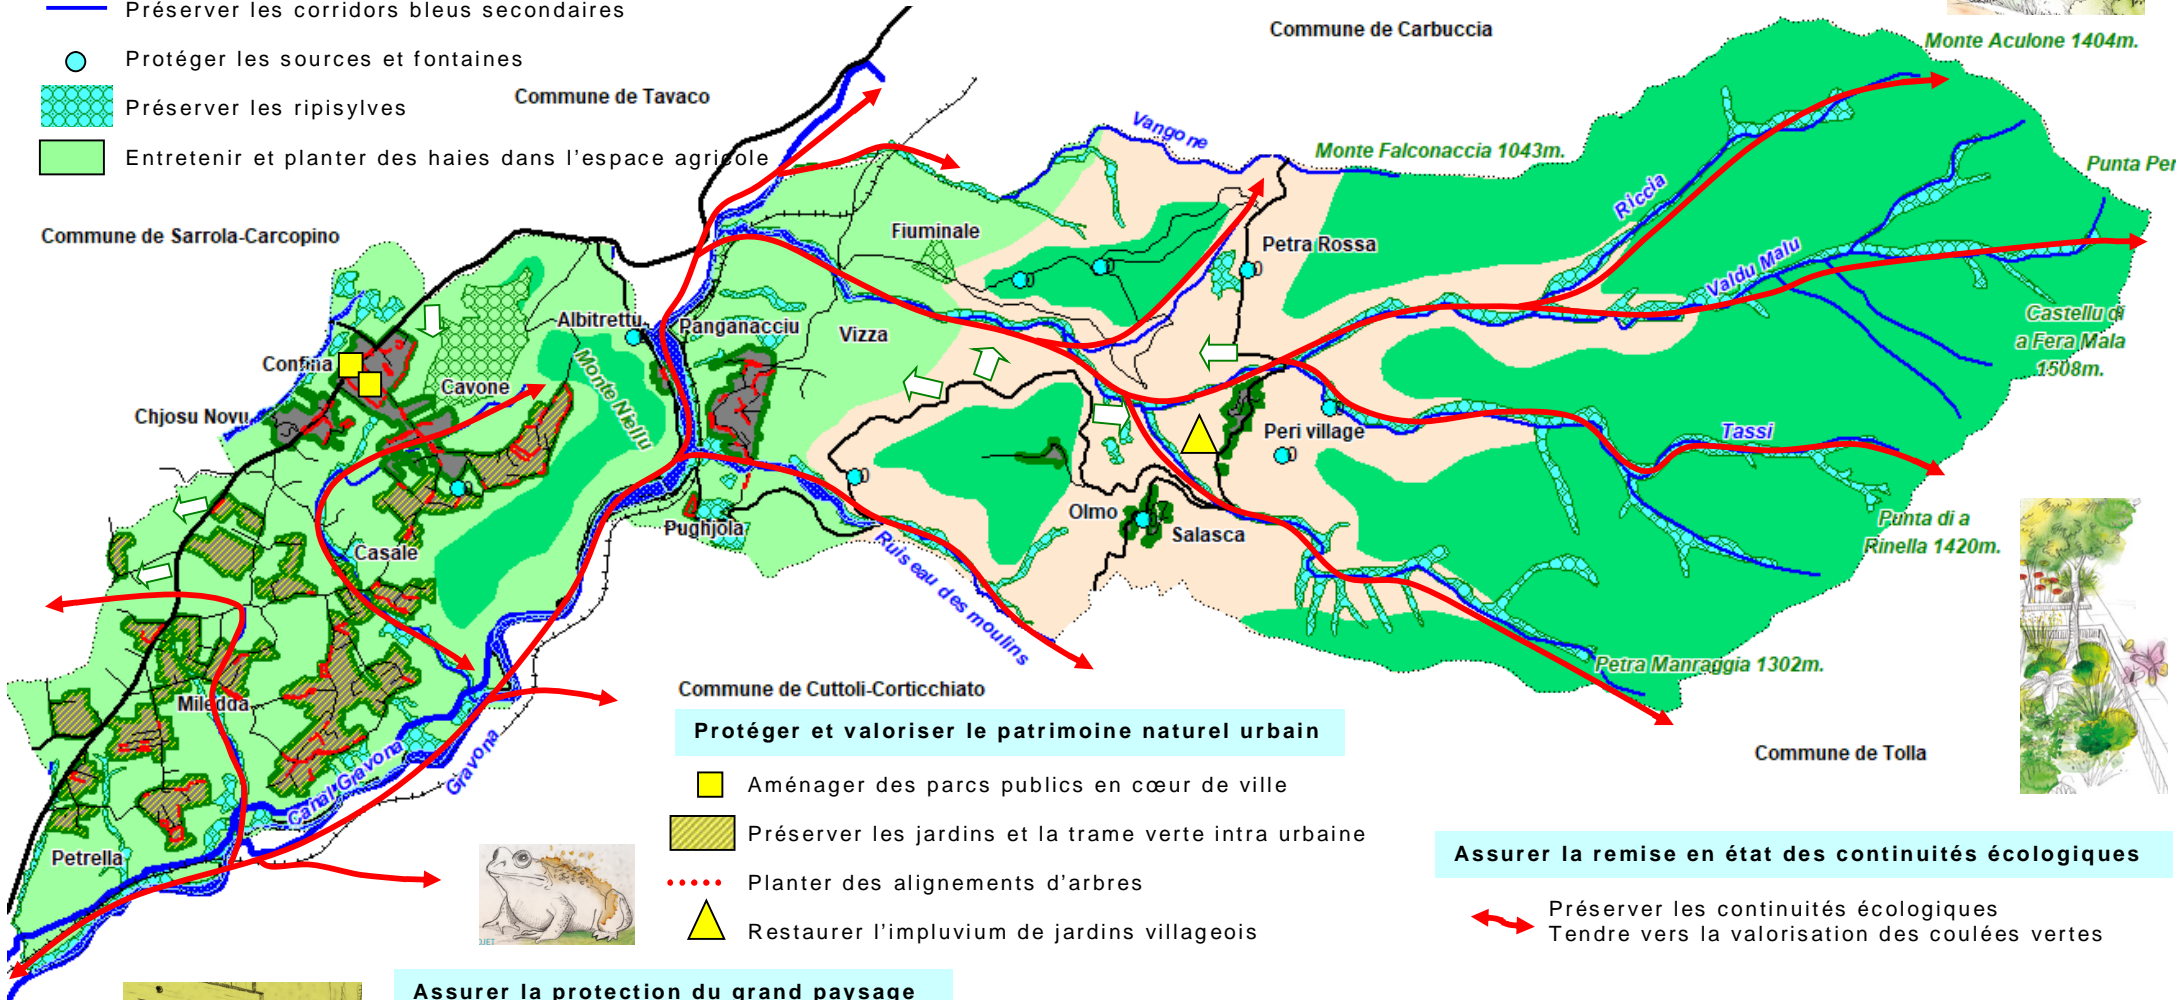 Préserver les corridors bleus secondaires
Protéger les sources et fontaines
Préserver les ripisylves
Entretenir et planter des haies dans l'espace agricole
Commune de Carbuccia
Monte Aculone 1404m.
Commune de Tavaco
Vangone
Monte Falconaccia 1043m.
Punta Per
Riccia
Commune de Sarrola-Carcopino
Fiuminale
Petra Rossa
Valdu Malu
Castellu di
a Fera Mala
1508m.
Albitrettu
Panganacciu
Vizza
Confina
Cavone
Monte Niellu
Chjosu Novu
Peri village
Tassi
Olmo
Salasca
Pughjola
Punta di a
Rinella 1420m.
Casale
Ruiseau des moulins
Petra Manraggia 1302m.
Miledda
Commune de Cuttoli-Corticchiato
Commune de Tolla
Canal Gravona
Gravona
Petrella
Protéger et valoriser le patrimoine naturel urbain
Aménager des parcs publics en cœur de ville
Préserver les jardins et la trame verte intra urbaine
Planter des alignements d'arbres
Restaurer l'impluvium de jardins villageois
Assurer la remise en état des continuités écologiques
Préserver les continuités écologiques
Tendre vers la valorisation des coulées vertes
Assurer la protection du grand paysage